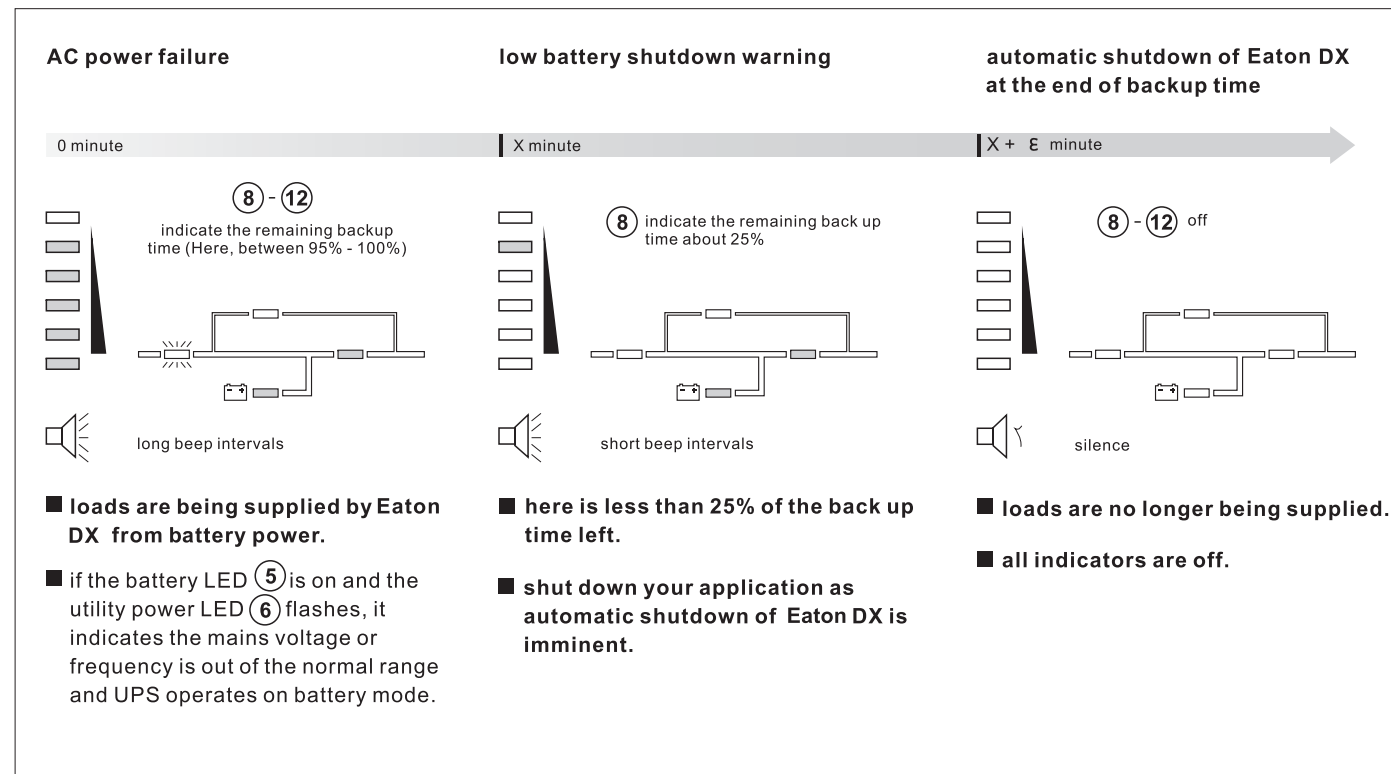 AC power failure
low battery shutdown warning
automatic shutdown of Eaton DX
at the end of backup time
0 minute
X minute
X + ε minute
8 - 12
indicate the remaining backup
time (Here, between 95% - 100%)
8 indicate the remaining back up
time about 25%
8 - 12 off
long beep intervals
short beep intervals
silence
■ loads are being supplied by Eaton
DX from battery power.
■ if the battery LED 5 is on and the
utility power LED 6 flashes, it
indicates the mains voltage or
frequency is out of the normal range
and UPS operates on battery mode.
■ here is less than 25% of the back up
time left.
■ shut down your application as
automatic shutdown of Eaton DX is
imminent.
■ loads are no longer being supplied.
■ all indicators are off.